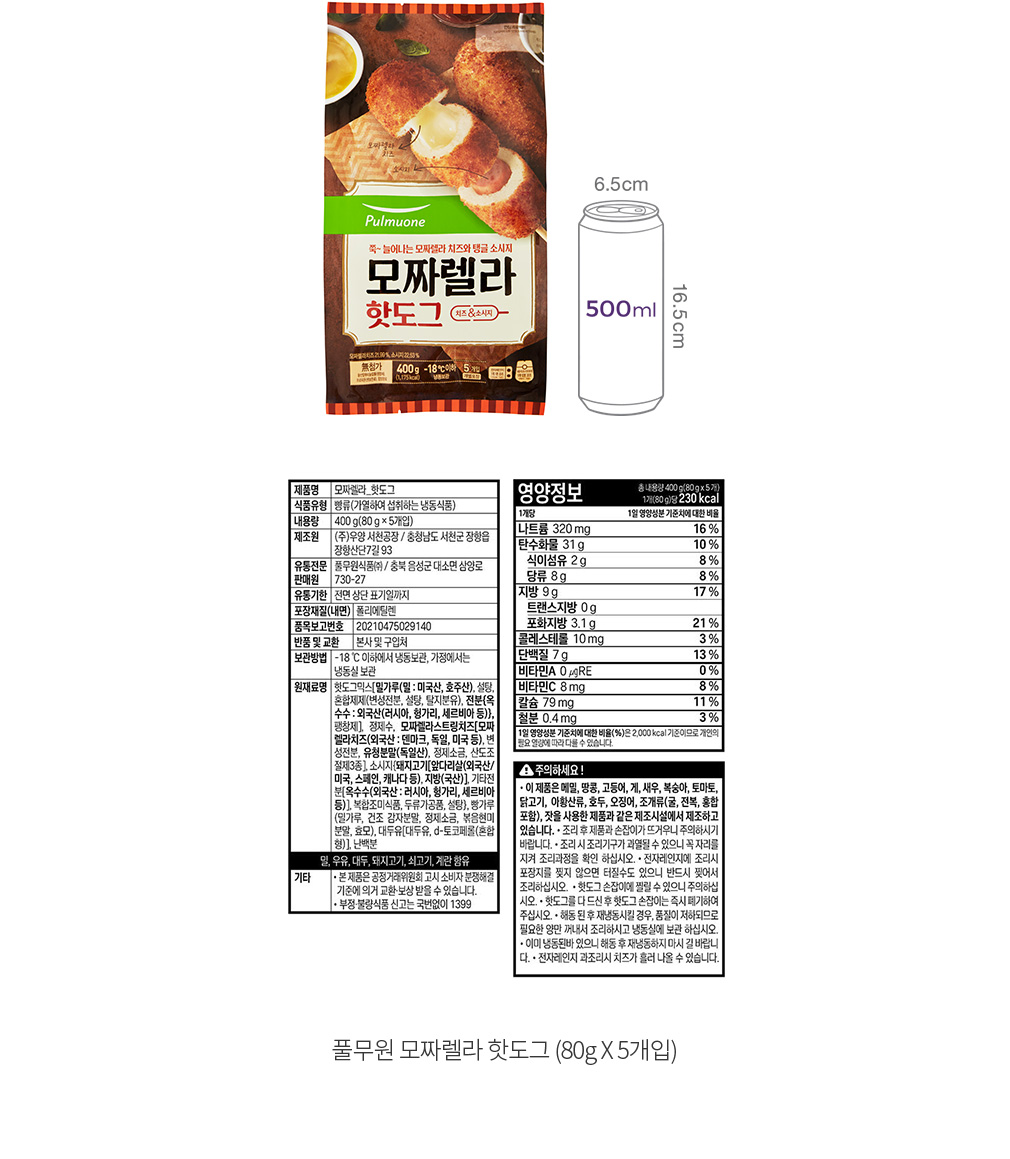 모짜렐라
치즈
소시지
Pulmuone
쭉~ 늘어나는 모짜렐라 치즈와 탱글 소시지
모짜렐라
핫도그 치즈&소시지
모짜렐라치즈 21.99 %, 소시지 22.03 %
無첨가
400 g
(1,175 kcal)
-18 ℃이하
냉동보관
5개입
6.5cm
500ml
16.5cm
제품명 모짜렐라_핫도그
식품유형 빵류(가열하여 섭취하는 냉동식품)
내용량 400 g(80 g × 5개입)
제조원 (주)우양 서천공장 / 충청남도 서천군 장항읍
장항산단7길 93
유통전문
판매원
풀무원식품㈜ / 충북 음성군 대소면 삼양로
730-27
유통기한 전면 상단 표기일까지
포장재질(내면) 폴리에틸렌
품목보고번호 20210475029140
반품 및 교환 본사 및 구입처
보관방법 -18 ℃ 이하에서 냉동보관, 가정에서는
냉동실 보관
원재료명 핫도그믹스[밀가루(밀 : 미국산, 호주산), 설탕,
혼합제제(변성전분, 설탕, 탈지분유), 전분{옥
수수 : 외국산(러시아, 헝가리, 세르비아 등)},
팽창제], 정제수, 모짜렐라스트링치즈[모짜
렐라치즈(외국산 : 덴마크, 독일, 미국 등), 변
성전분, 유청분말(독일산), 정제소금, 산도조
절제3종], 소시지{돼지고기[앞다리살(외국산/
미국, 스페인, 캐나다 등), 지방(국산)], 기타전
분[옥수수(외국산 : 러시아, 헝가리, 세르비아
등)], 복합조미식품, 두류가공품, 설탕}, 빵가루
(밀가루, 건조 감자분말, 정제소금, 볶음현미
분말, 효모), 대두유[대두유, d-토코페롤(혼합
형)], 난백분
밀, 우유, 대두, 돼지고기, 쇠고기, 계란 함유
기타 • 본 제품은 공정거래위원회 고시 소비자 분쟁해결
기준에 의거 교환·보상 받을 수 있습니다.
• 부정·불량식품 신고는 국번없이 1399
영양정보
총 내용량 400 g(80 g x 5개)
1개(80 g)당 230 kcal
1개당 1일 영양성분 기준치에 대한 비율
나트륨 320 mg 16 %
탄수화물 31 g 10 %
식이섬유 2 g 8 %
당류 8 g 8 %
지방 9 g 17 %
트랜스지방 0 g
포화지방 3.1 g 21 %
콜레스테롤 10 mg 3 %
단백질 7 g 13 %
비타민A 0 μgRE 0 %
비타민C 8 mg 8 %
칼슘 79 mg 11 %
철분 0.4 mg 3 %
1일 영양성분 기준치에 대한 비율(%)은 2,000 kcal 기준이므로 개인의
필요 열량에 따라 다를 수 있습니다.
주의하세요 !
• 이 제품은 메밀, 땅콩, 고등어, 게, 새우, 복숭아, 토마토,
닭고기, 아황산류, 호두, 오징어, 조개류(굴, 전복, 홍합
포함), 잣을 사용한 제품과 같은 제조시설에서 제조하고
있습니다. • 조리 후 제품과 손잡이가 뜨거우니 주의하시기
바랍니다. • 조리 시 조리기구가 과열될 수 있으니 꼭 자리를
지켜 조리과정을 확인 하십시오. • 전자레인지에 조리시
포장지를 찢지 않으면 터질수도 있으니 반드시 찢어서
조리하십시오. • 핫도그 손잡이에 찔릴 수 있으니 주의하십
시오. • 핫도그를 다 드신 후 핫도그 손잡이는 즉시 폐기하여
주십시오. • 해동 된 후 재냉동시킬 경우, 품질이 저하되므로
필요한 양만 꺼내서 조리하시고 냉동실에 보관 하십시오.
• 이미 냉동된바 있으니 해동 후 재냉동하지 마시 길 바랍니
다. • 전자레인지 과조리시 치즈가 흘러 나올 수 있습니다.
풀무원 모짜렐라 핫도그 (80g X 5개입)